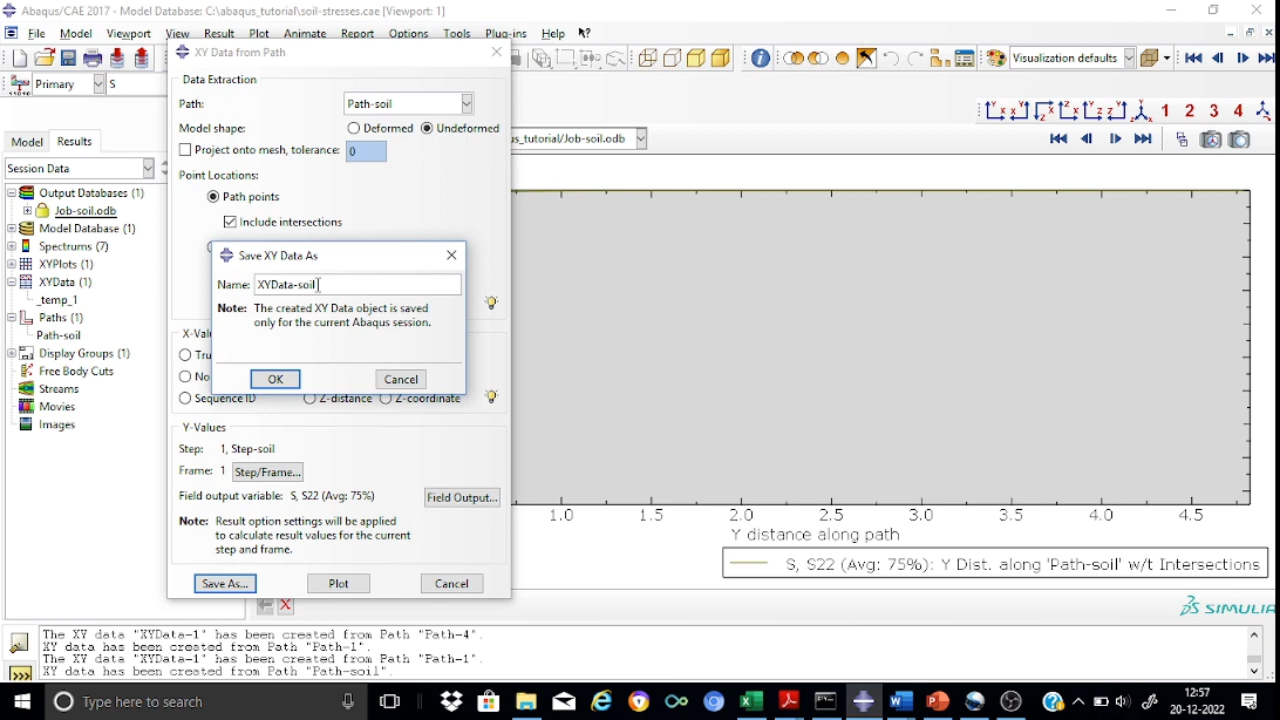 Abaqus/CAE 2017 - Model Database: C:\abaqus_tutorial\soil-stresses.cae [Viewport: 1]
File Model Viewport View Result Plot Animate Report Options Tools Plug-ins Help
Visualization defaults
Primary S
1 2 3 4
Model Results
us_tutorial/Job-soil.odb
Session Data
Output Databases (1)
Job-soil.odb
Model Database (1)
Spectrums (7)
XYPlots (1)
XYData (1)
_temp_1
Paths (1)
Path-soil
Display Groups (1)
Free Body Cuts
Streams
Movies
Images
XY Data from Path
Data Extraction
Path: Path-soil
Model shape: Deformed Undeformed
Project onto mesh, tolerance: 0
Point Locations:
Path points
Include intersections
Save XY Data As
Name: XYData-soil
Note: The created XY Data object is saved
only for the current Abaqus session.
OK Cancel
X-Valu
Tru
No
Sequence ID Z-distance Z-coordinate
Y-Values
Step: 1, Step-soil
Frame: 1 Step/Frame...
Field output variable: S, S22 (Avg: 75%) Field Output...
Note: Result option settings will be applied
to calculate result values for the current
step and frame.
Save As... Plot Cancel
1.0 1.5 2.0 2.5 3.0 3.5 4.0 4.5
Y distance along path
S, S22 (Avg: 75%): Y Dist. along 'Path-soil' w/t Intersections
SIMULIA
The XY data "XYData-1" has been created from Path "Path-4".
XY data has been created from Path "Path-1".
The XY data "XYData-1" has been created from Path "Path-1".
XY data has been created from Path "Path-soil".
>>>
Type here to search
12:57
20-12-2022